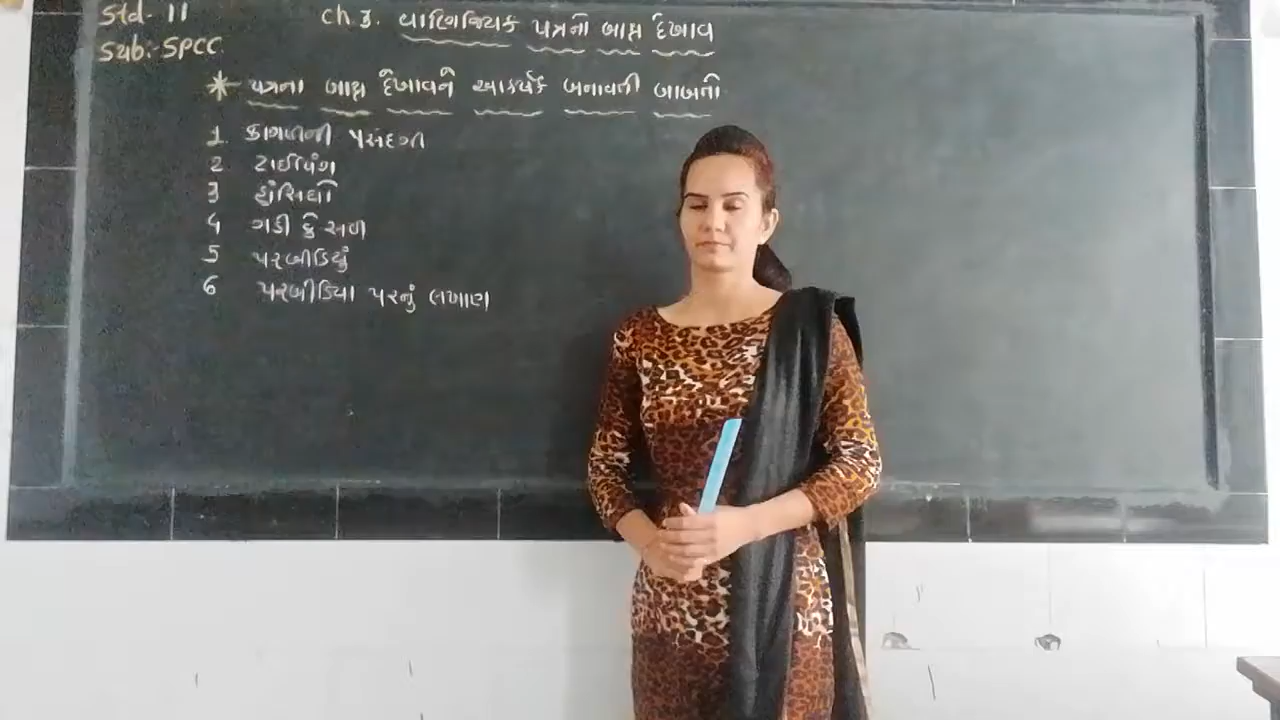 Std- 11
Sub:- SPCC
Ch 3. વાણિજ્યિક પત્રનો બાહ્ય દેખાવ
* પત્રના બાહ્ય દેખાવને આકર્ષક બનાવતી બાબતો
1. કાગળની પસંદગી
2 ટાઈપીંગ
3 હાંસિયો
4 ગડી કે સળ
5 પરબીડિયું
6 પરબીડિયા પરનું લખાણ